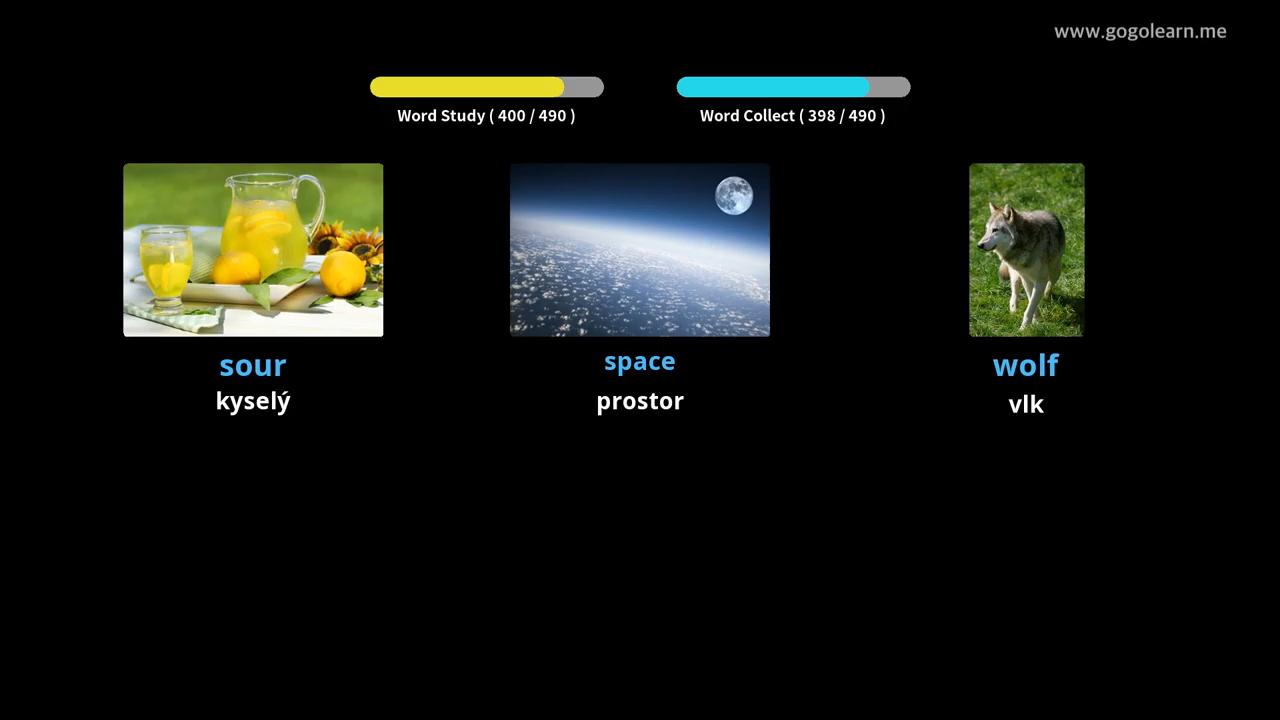 www.gogolearn.me
Word Study ( 400 / 490 )
Word Collect ( 398 / 490 )
sour
kyselý
space
prostor
wolf
vlk